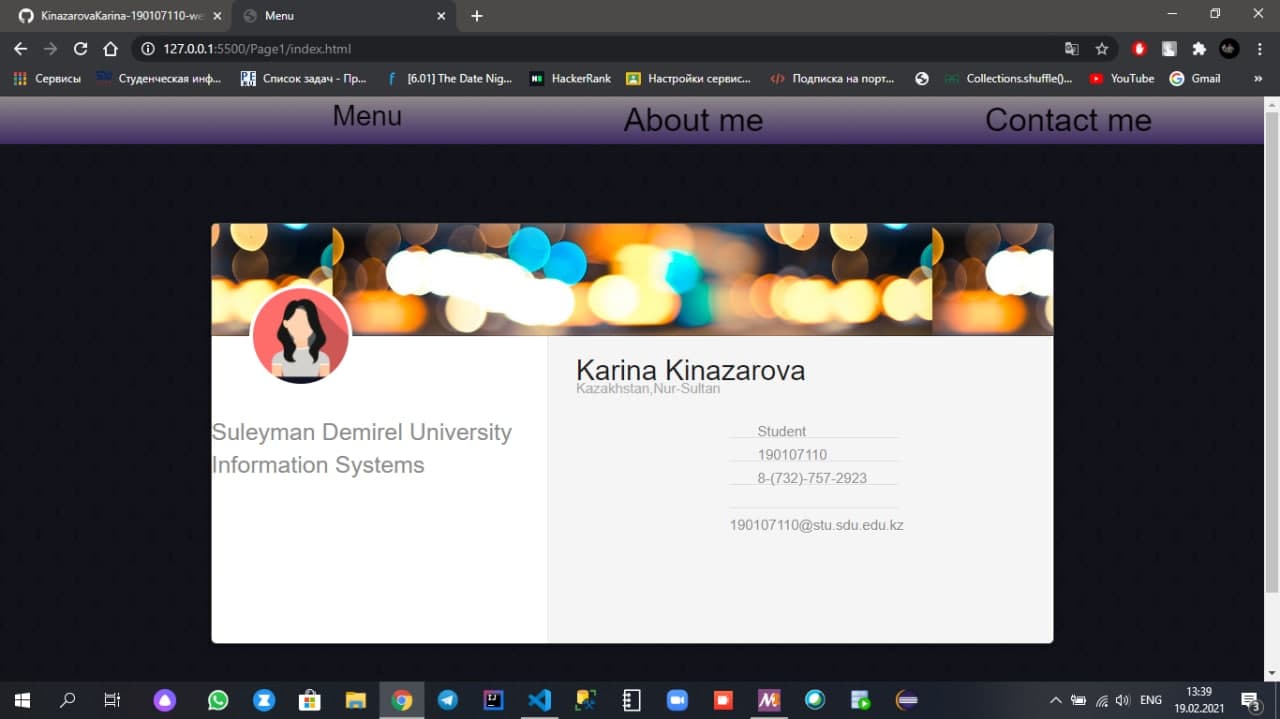 KinazarovaKarina-190107110-we
Menu
127.0.0.1:5500/Page1/index.html
Сервисы
Студенческая инф...
Список задач - Пр...
[6.01] The Date Nig...
HackerRank
Настройки сервис...
Подписка на порт...
Collections.shuffle()...
YouTube
Gmail
»
Menu
About me
Contact me
Karina Kinazarova
Kazakhstan,Nur-Sultan
Suleyman Demirel University
Information Systems
Student
190107110
8-(732)-757-2923
190107110@stu.sdu.edu.kz
ENG
13:39
19.02.2021
3